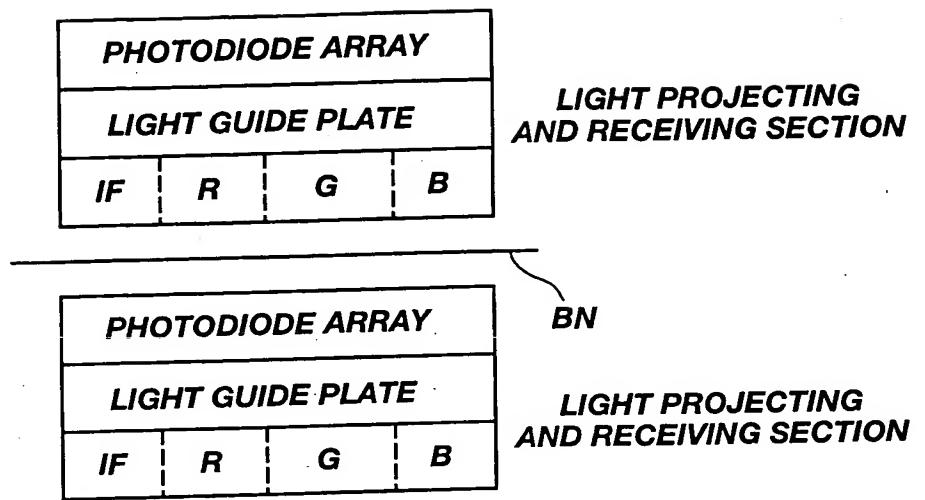 PHOTODIODE ARRAY
LIGHT GUIDE PLATE
IF R G B
LIGHT PROJECTING
AND RECEIVING SECTION
BN
PHOTODIODE ARRAY
LIGHT GUIDE PLATE
IF R G B
LIGHT PROJECTING
AND RECEIVING SECTION